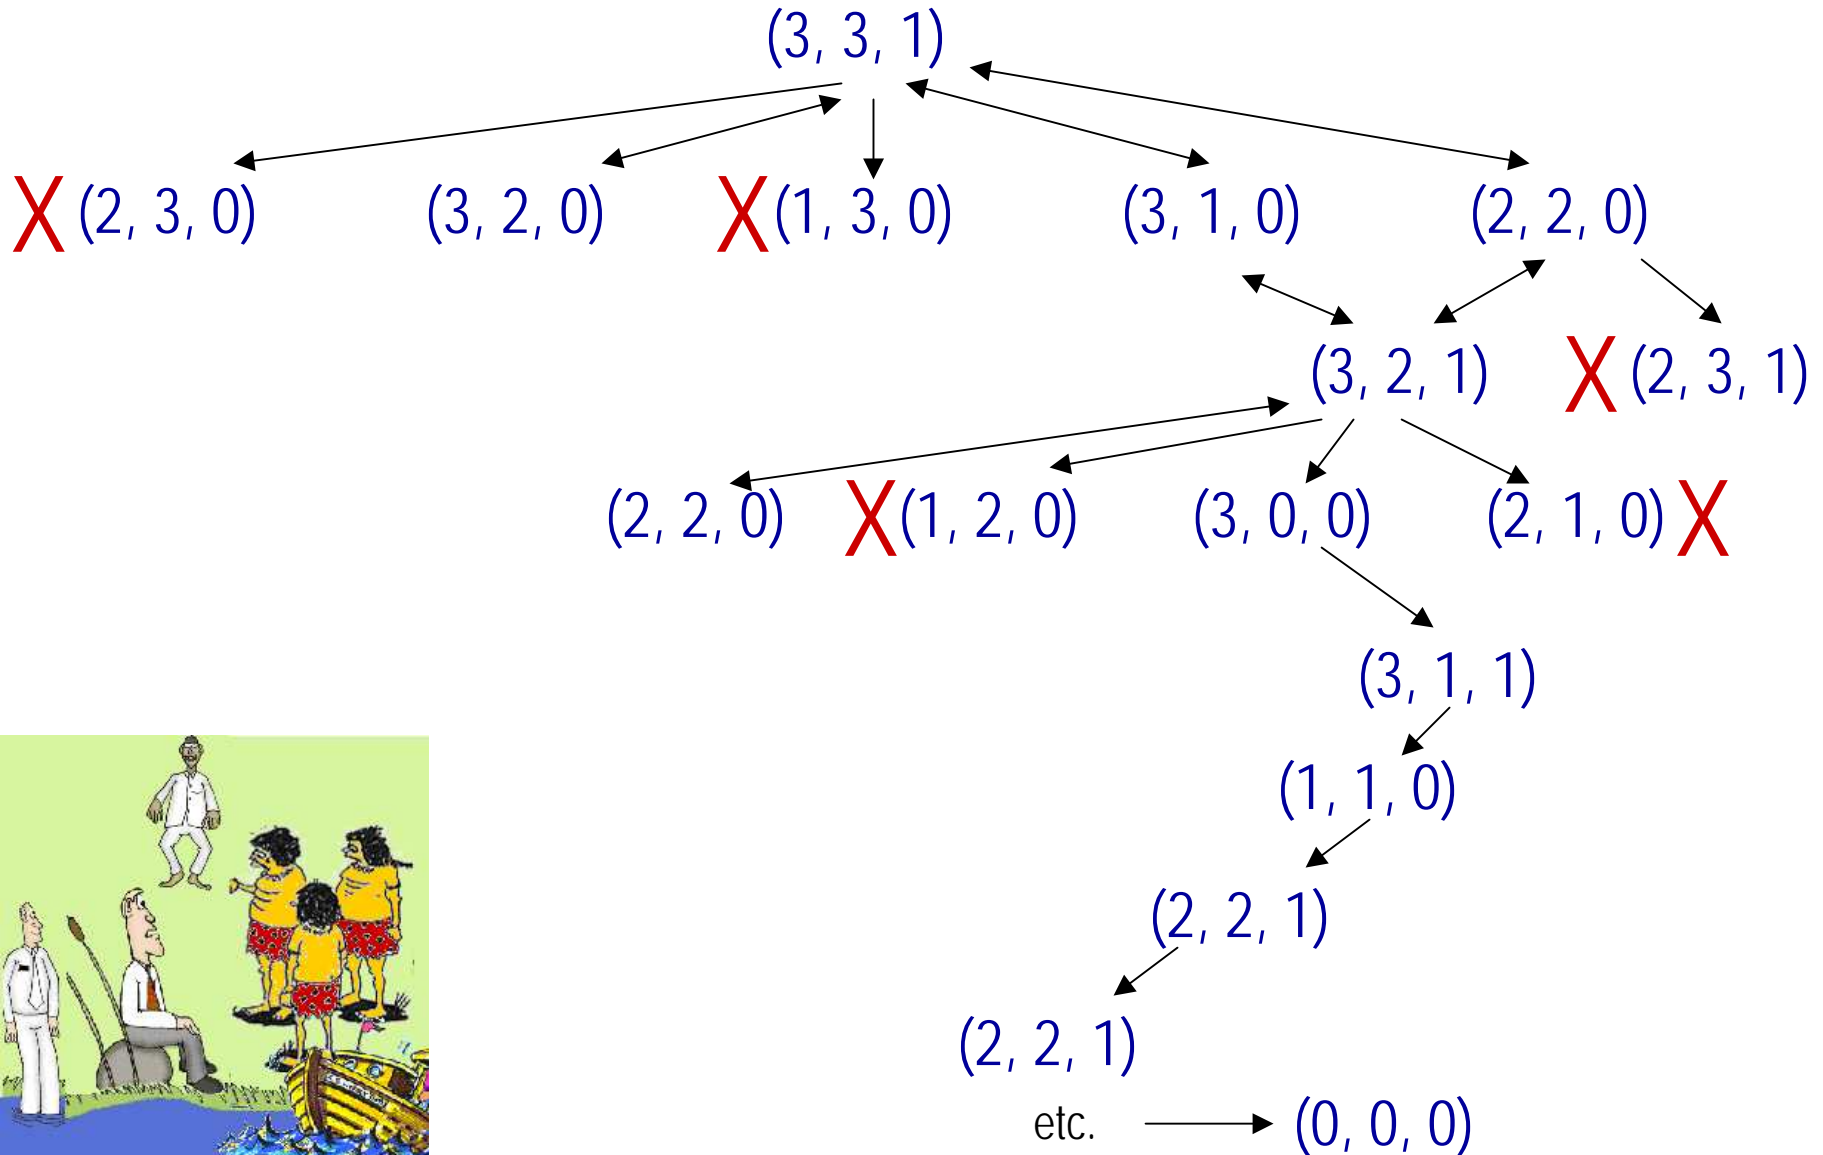 (3, 3, 1)
X (2, 3, 0) (3, 2, 0) X (1, 3, 0) (3, 1, 0) (2, 2, 0)
(3, 2, 1) X (2, 3, 1)
(2, 2, 0) X (1, 2, 0) (3, 0, 0) (2, 1, 0) X
(3, 1, 1)
(1, 1, 0)
(2, 2, 1)
(2, 2, 1)
etc. (0, 0, 0)